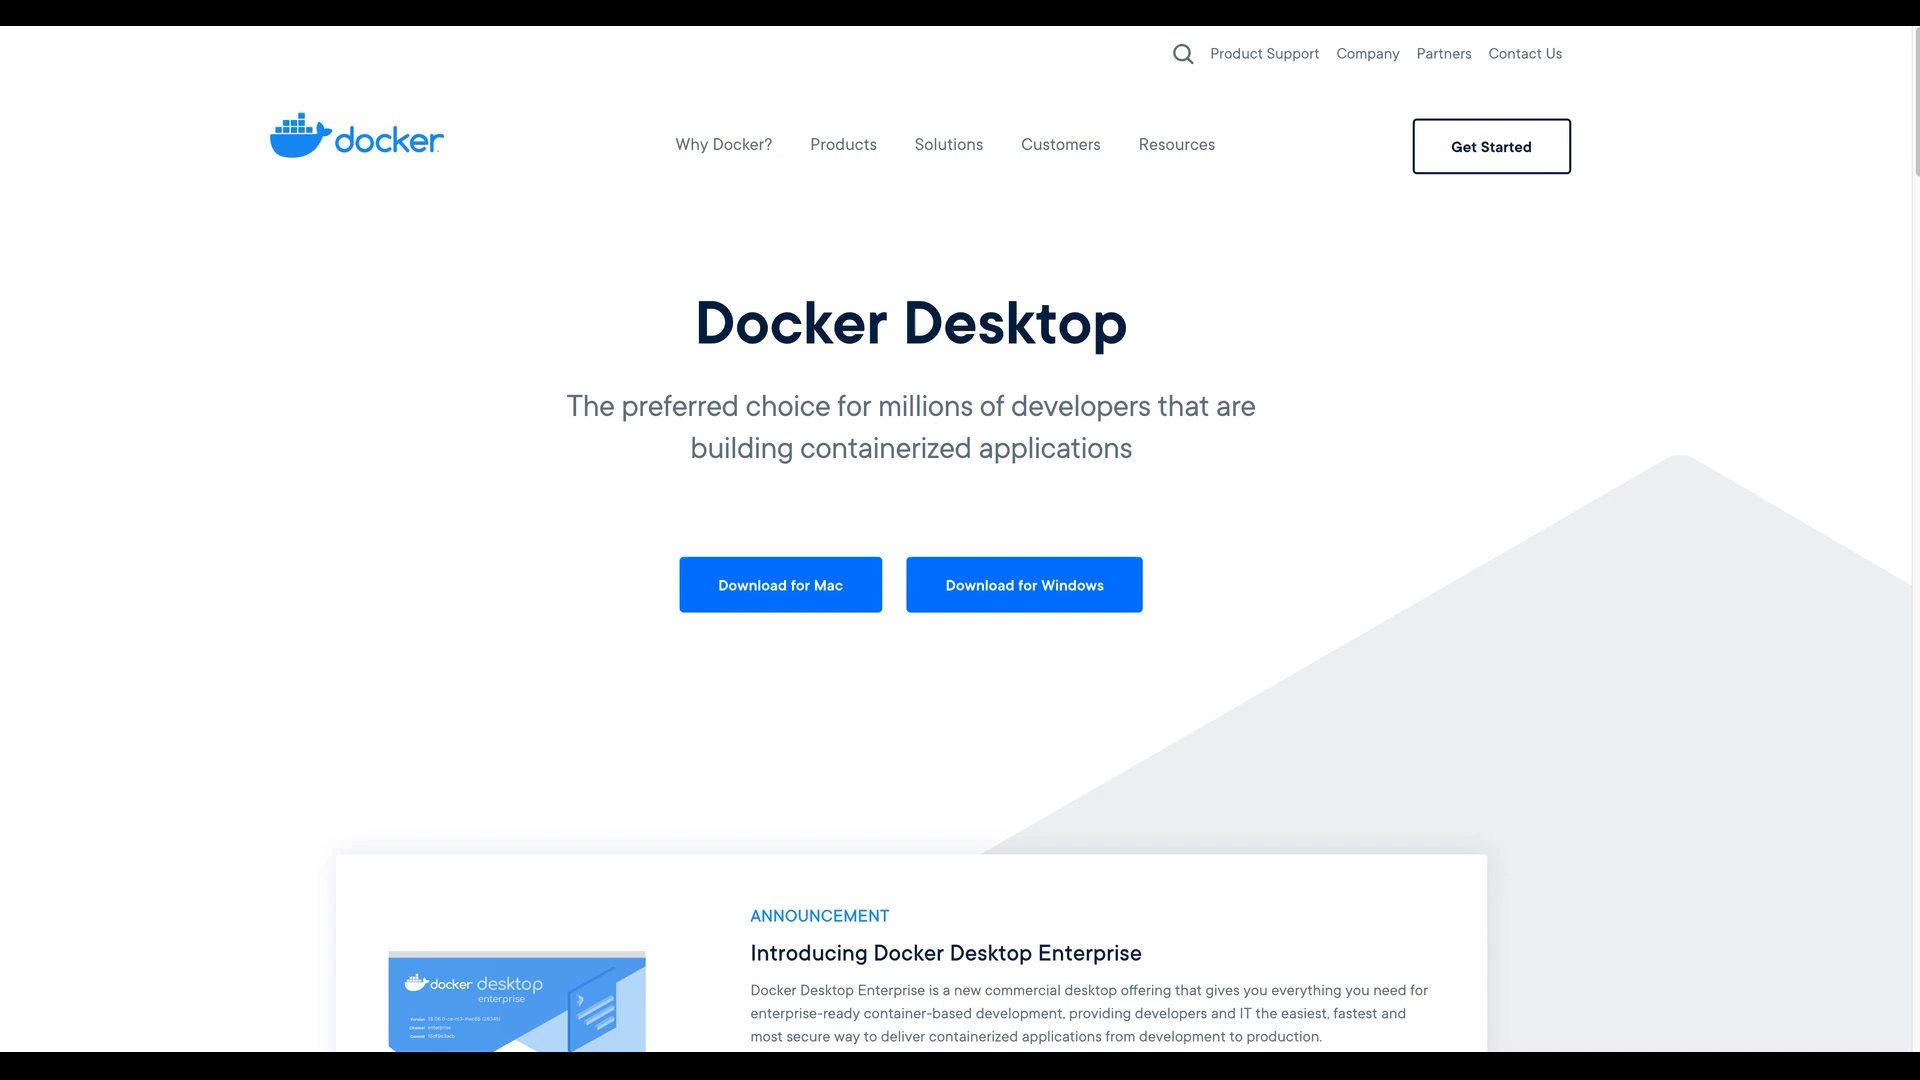 Product Support Company Partners Contact Us
docker
Why Docker? Products Solutions Customers Resources
Get Started
Docker Desktop
The preferred choice for millions of developers that are
building containerized applications
Download for Mac Download for Windows
ANNOUNCEMENT
Introducing Docker Desktop Enterprise
Docker Desktop Enterprise is a new commercial desktop offering that gives you everything you need for
enterprise-ready container-based development, providing developers and IT the easiest, fastest and
most secure way to deliver containerized applications from development to production.
docker desktop
enterprise
Version
Channel enterprise
Commit